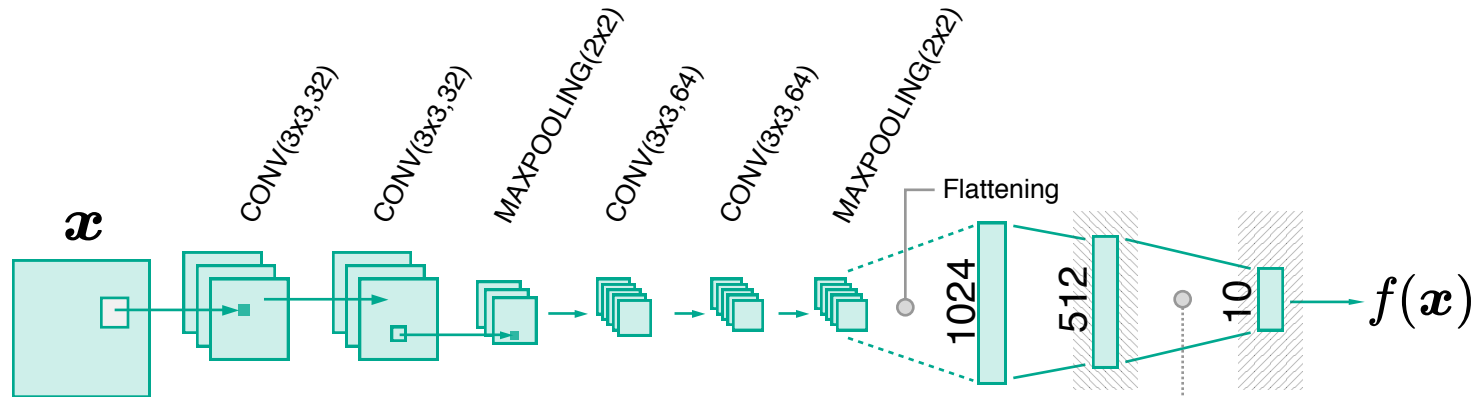 CONV(3x3,32)
CONV(3x3,32)
MAXPOOLING(2x2)
CONV(3x3,64)
CONV(3x3,64)
MAXPOOLING(2x2)
Flattening
x
1024
512
10
f(x)